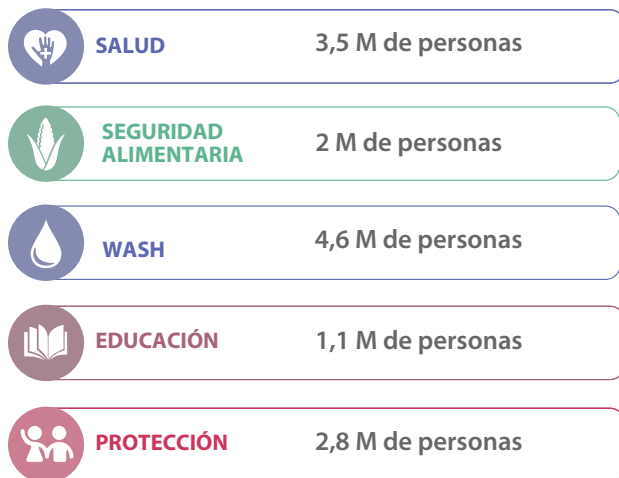 SALUD 3,5 M de personas
SEGURIDAD
ALIMENTARIA 2 M de personas
WASH 4,6 M de personas
EDUCACIÓN 1,1 M de personas
PROTECCIÓN 2,8 M de personas